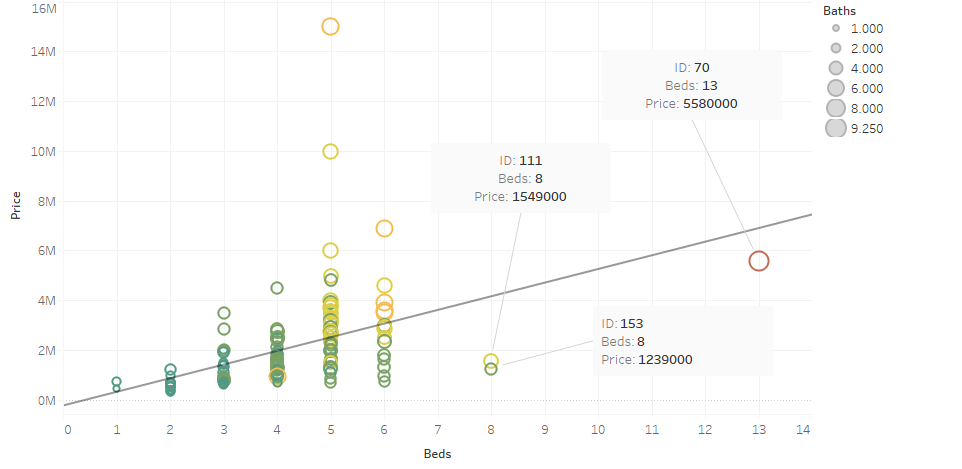 16M
14M
12M
10M
8M
6M
4M
2M
0M
Price
ID: 70
Beds: 13
Price: 5580000
ID: 111
Beds: 8
Price: 1549000
ID: 153
Beds: 8
Price: 1239000
0 1 2 3 4 5 6 7 8 9 10 11 12 13 14
Beds
Baths
1.000
2.000
4.000
6.000
8.000
9.250